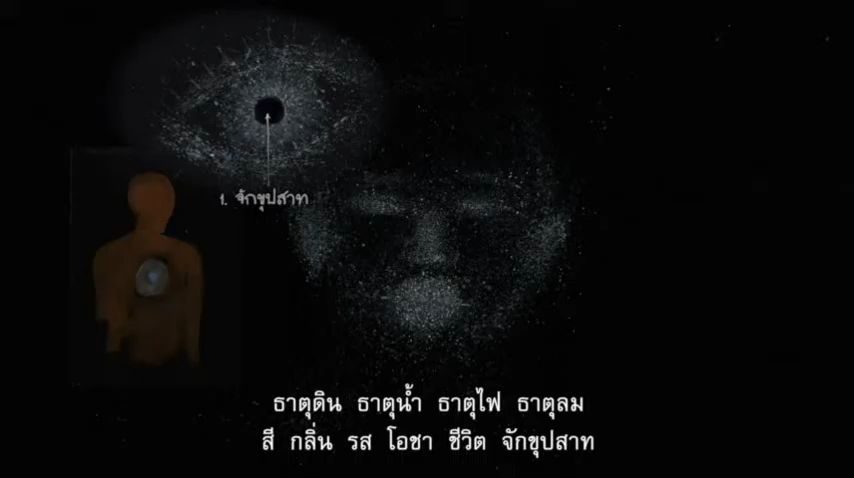 1. จักขุปสาท
ธาตุดิน ธาตุน้ำ ธาตุไฟ ธาตุลม
สี กลิ่น รส โอชา ชีวิต จักขุปสาท